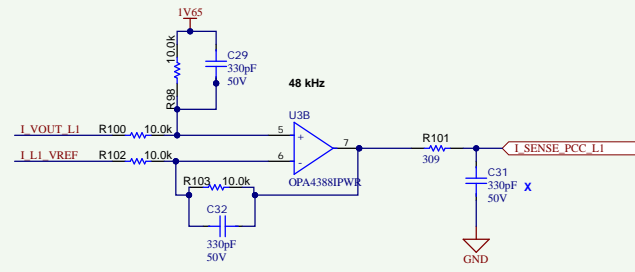 1V65
10.0k
R98
C29
330pF
50V
48 kHz
U3B
I_VOUT_L1 R100 10.0k 5 +
7
I_L1_VREF R102 10.0k 6 -
OPA4388IPWR
R101
309
I_SENSE_PCC_L1
R103 10.0k
C32
330pF
50V
C31
330pF X
50V
GND